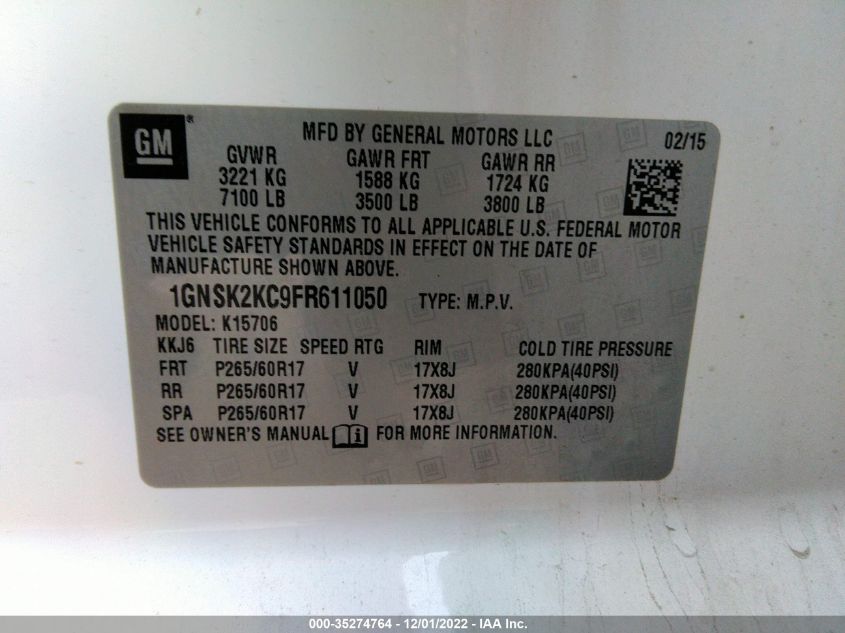 GM ®
MFD BY GENERAL MOTORS LLC 02/15
GVWR GAWR FRT GAWR RR
3221 KG 1588 KG 1724 KG
7100 LB 3500 LB 3800 LB
THIS VEHICLE CONFORMS TO ALL APPLICABLE U.S. FEDERAL MOTOR
VEHICLE SAFETY STANDARDS IN EFFECT ON THE DATE OF
MANUFACTURE SHOWN ABOVE.
1GNSK2KC9FR611050 TYPE: M.P.V.
MODEL: K15706
KKJ6 TIRE SIZE SPEED RTG RIM COLD TIRE PRESSURE
FRT P265/60R17 V 17X8J 280KPA(40PSI)
RR P265/60R17 V 17X8J 280KPA(40PSI)
SPA P265/60R17 V 17X8J 280KPA(40PSI)
SEE OWNER'S MANUAL i FOR MORE INFORMATION.
000-35274764 - 12/01/2022 - IAA Inc.